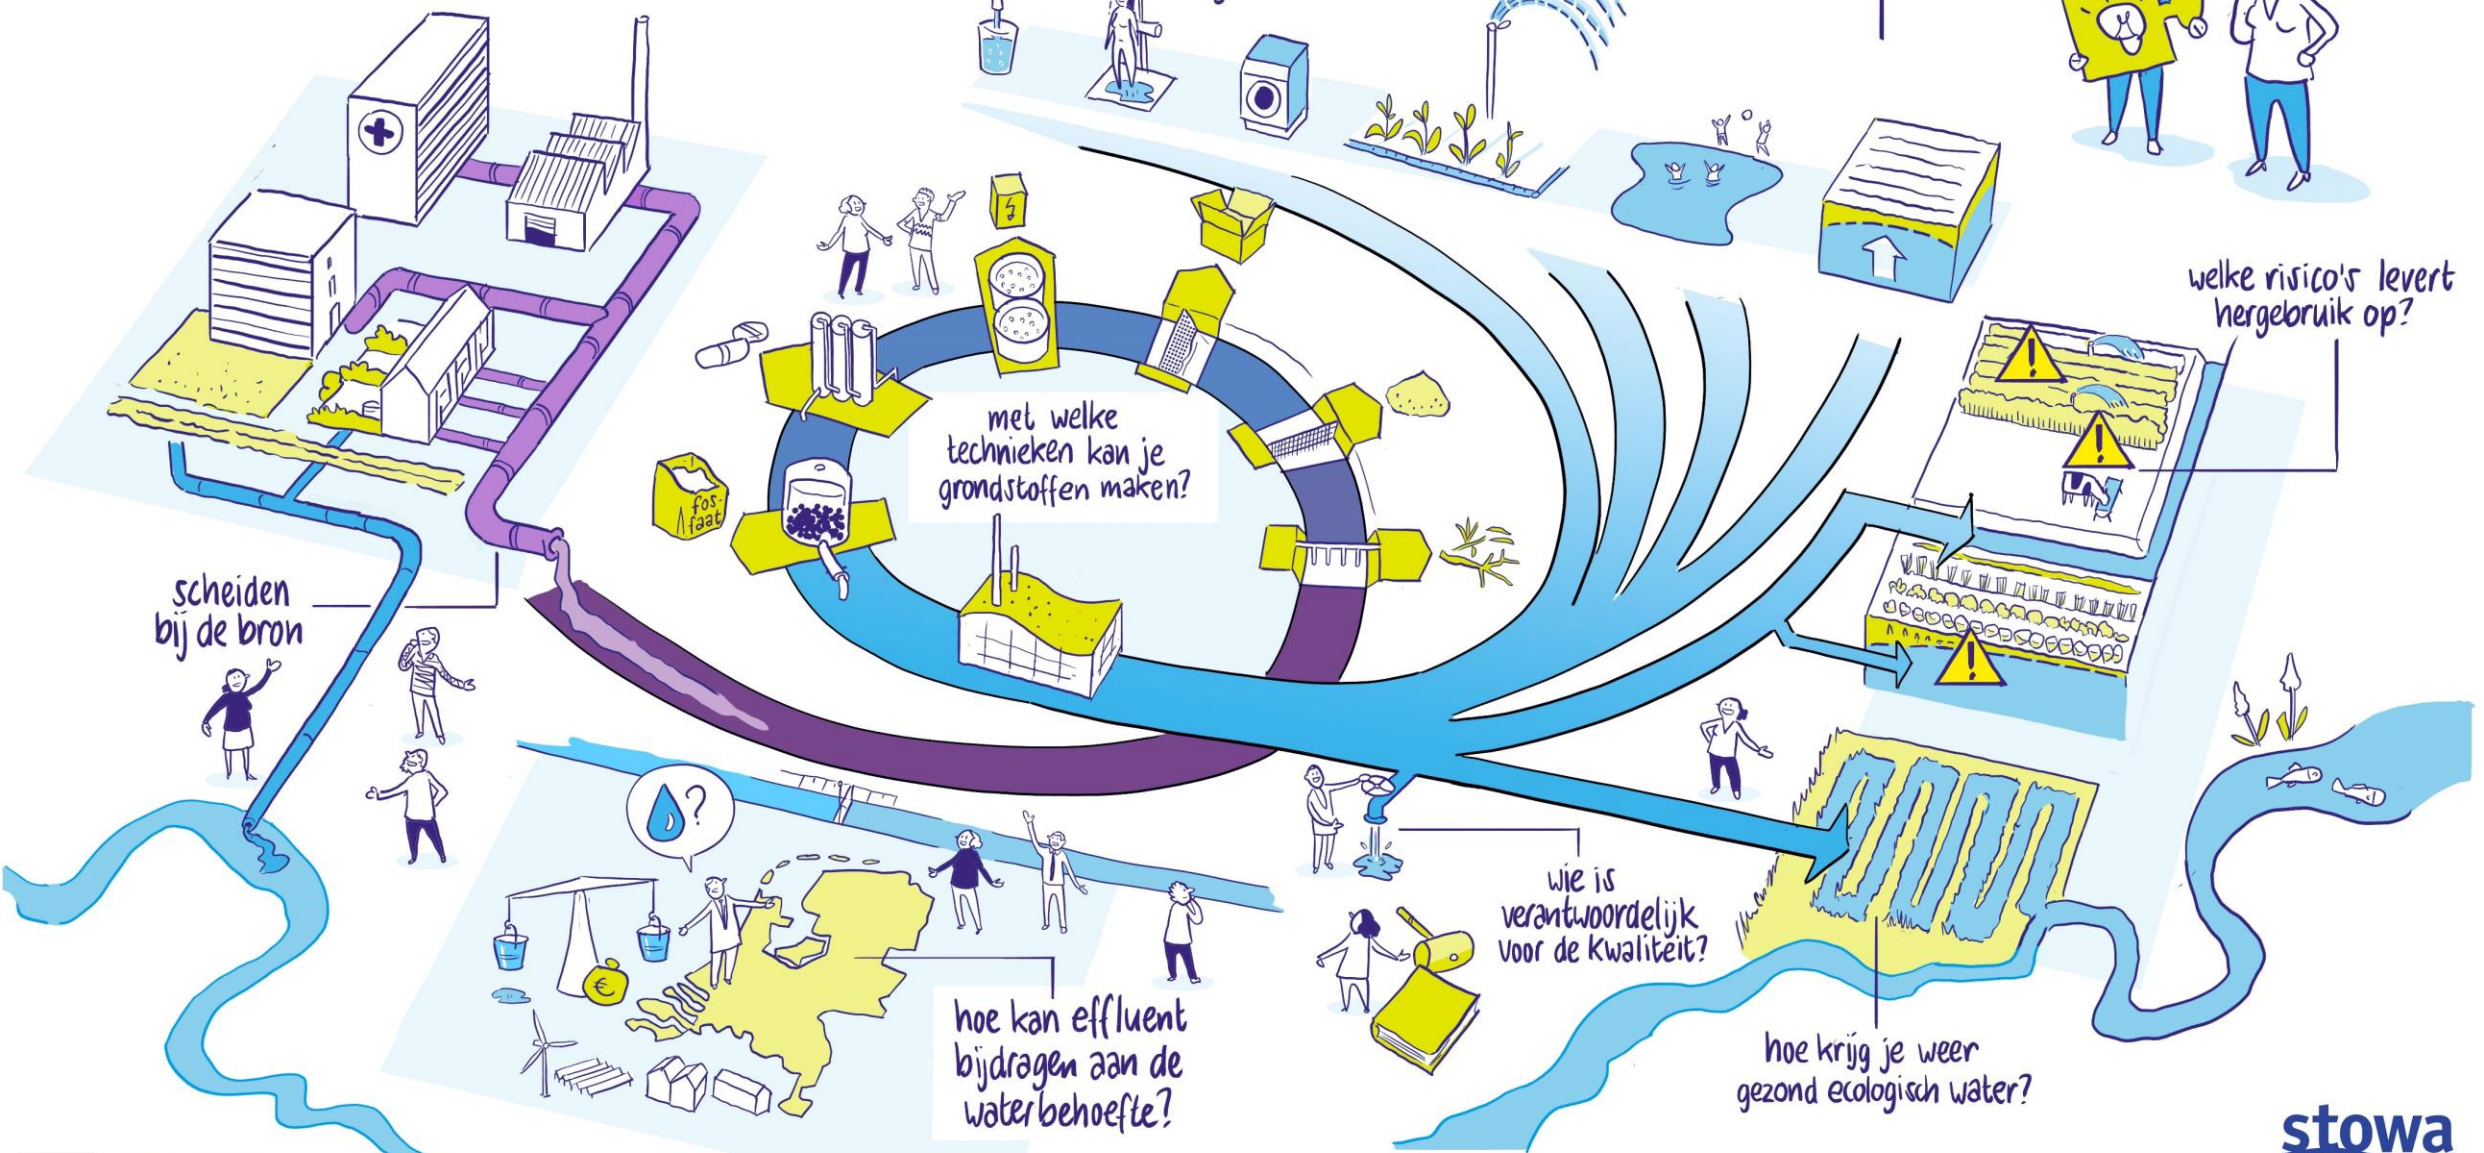 welke risico's levert
hergebruik op?
met welke
technieken kan je
grondstoffen maken?
fos-
faat
scheiden
bij de bron
wie is
verantwoordelijk
voor de kwaliteit?
hoe kan effluent
bijdragen aan de
waterbehoefte?
hoe krijg je weer
gezond ecologisch water?
stowa